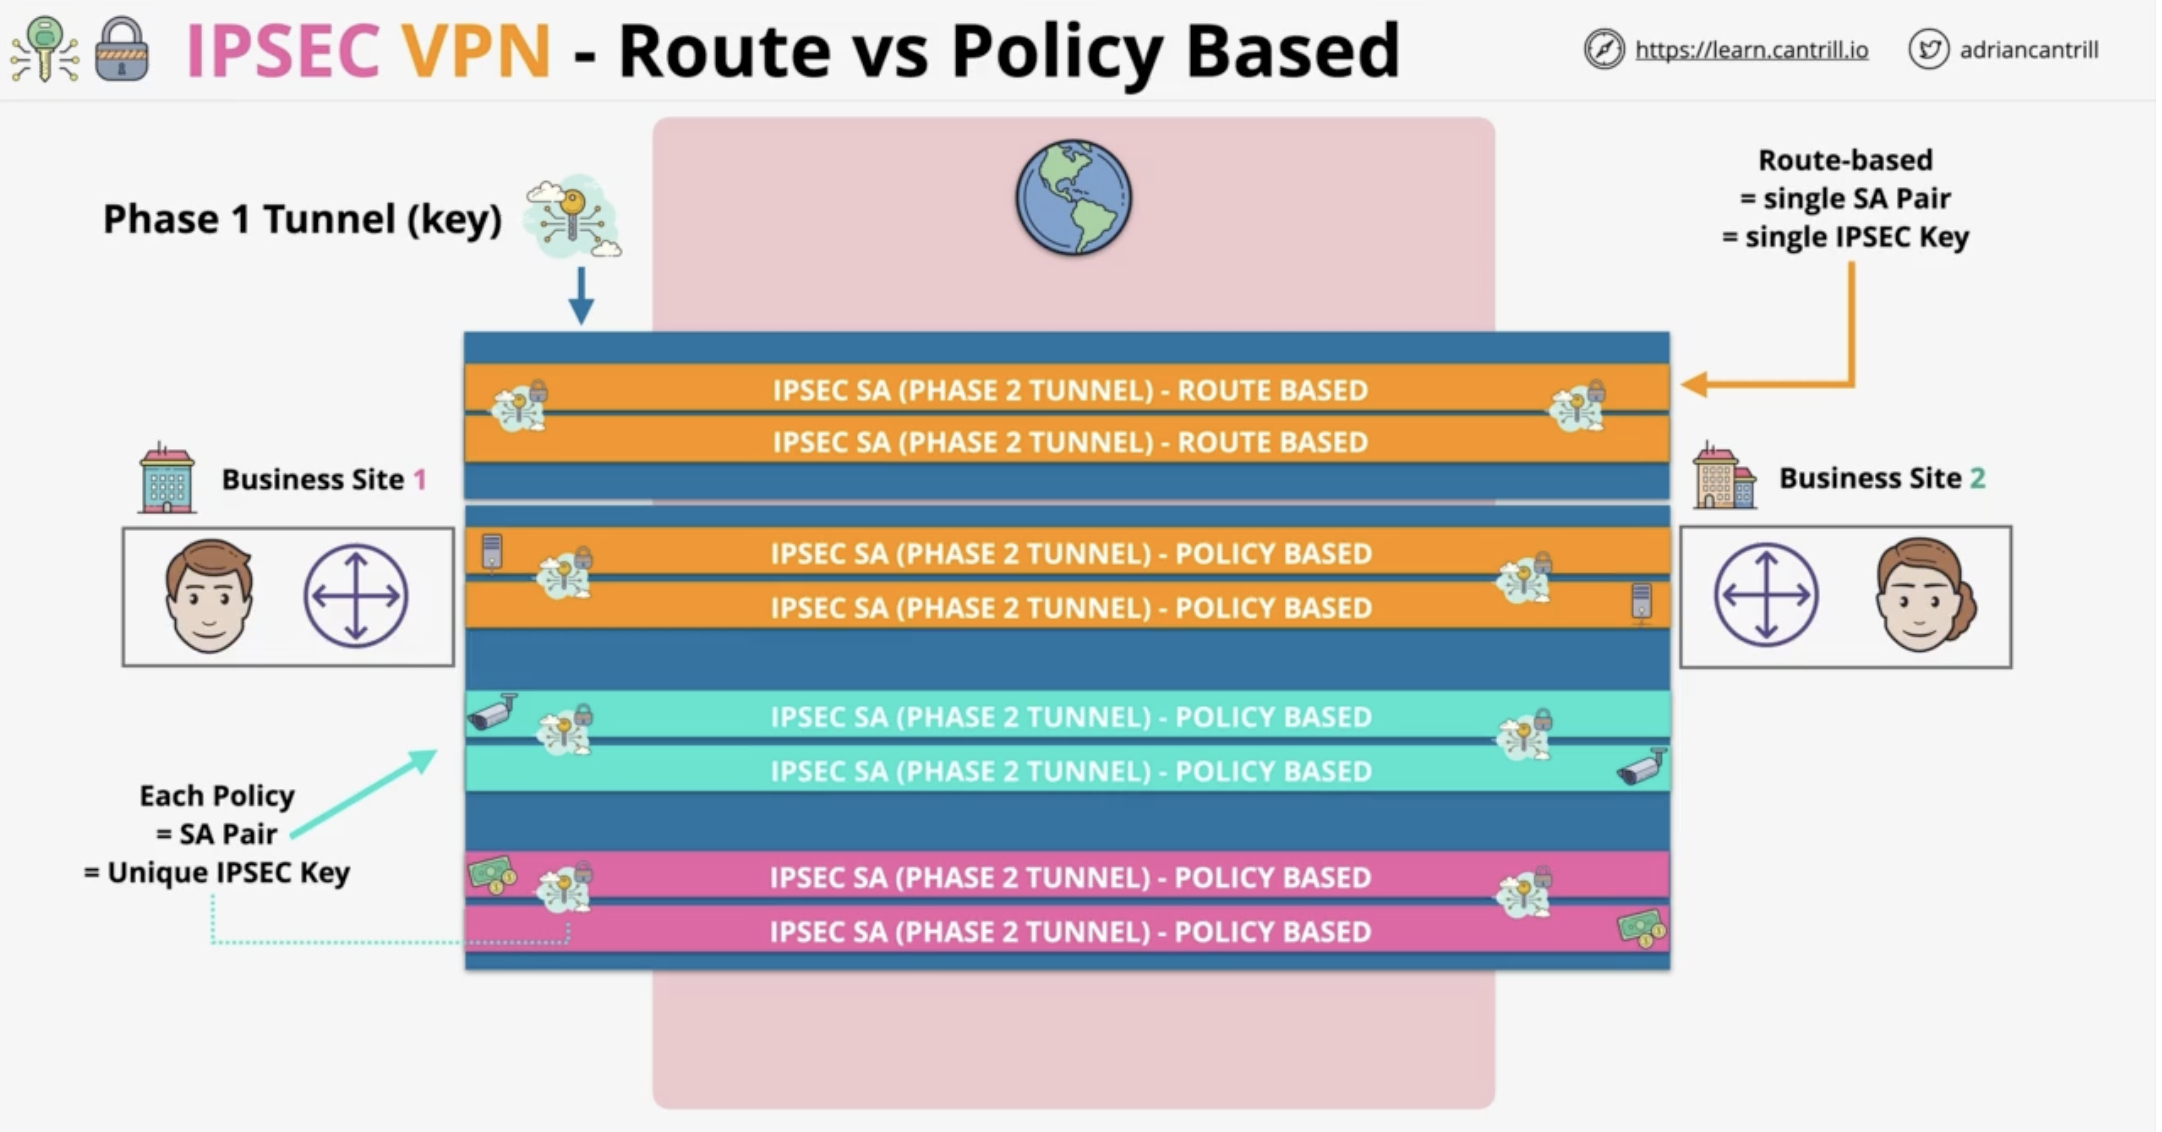 IPSEC VPN - Route vs Policy Based
https://learn.cantrill.io
adriancantrill
Phase 1 Tunnel (key)
Route-based
= single SA Pair
= single IPSEC Key
IPSEC SA (PHASE 2 TUNNEL) - ROUTE BASED
IPSEC SA (PHASE 2 TUNNEL) - ROUTE BASED
Business Site 1
Business Site 2
IPSEC SA (PHASE 2 TUNNEL) - POLICY BASED
IPSEC SA (PHASE 2 TUNNEL) - POLICY BASED
IPSEC SA (PHASE 2 TUNNEL) - POLICY BASED
IPSEC SA (PHASE 2 TUNNEL) - POLICY BASED
Each Policy
= SA Pair
= Unique IPSEC Key
IPSEC SA (PHASE 2 TUNNEL) - POLICY BASED
IPSEC SA (PHASE 2 TUNNEL) - POLICY BASED